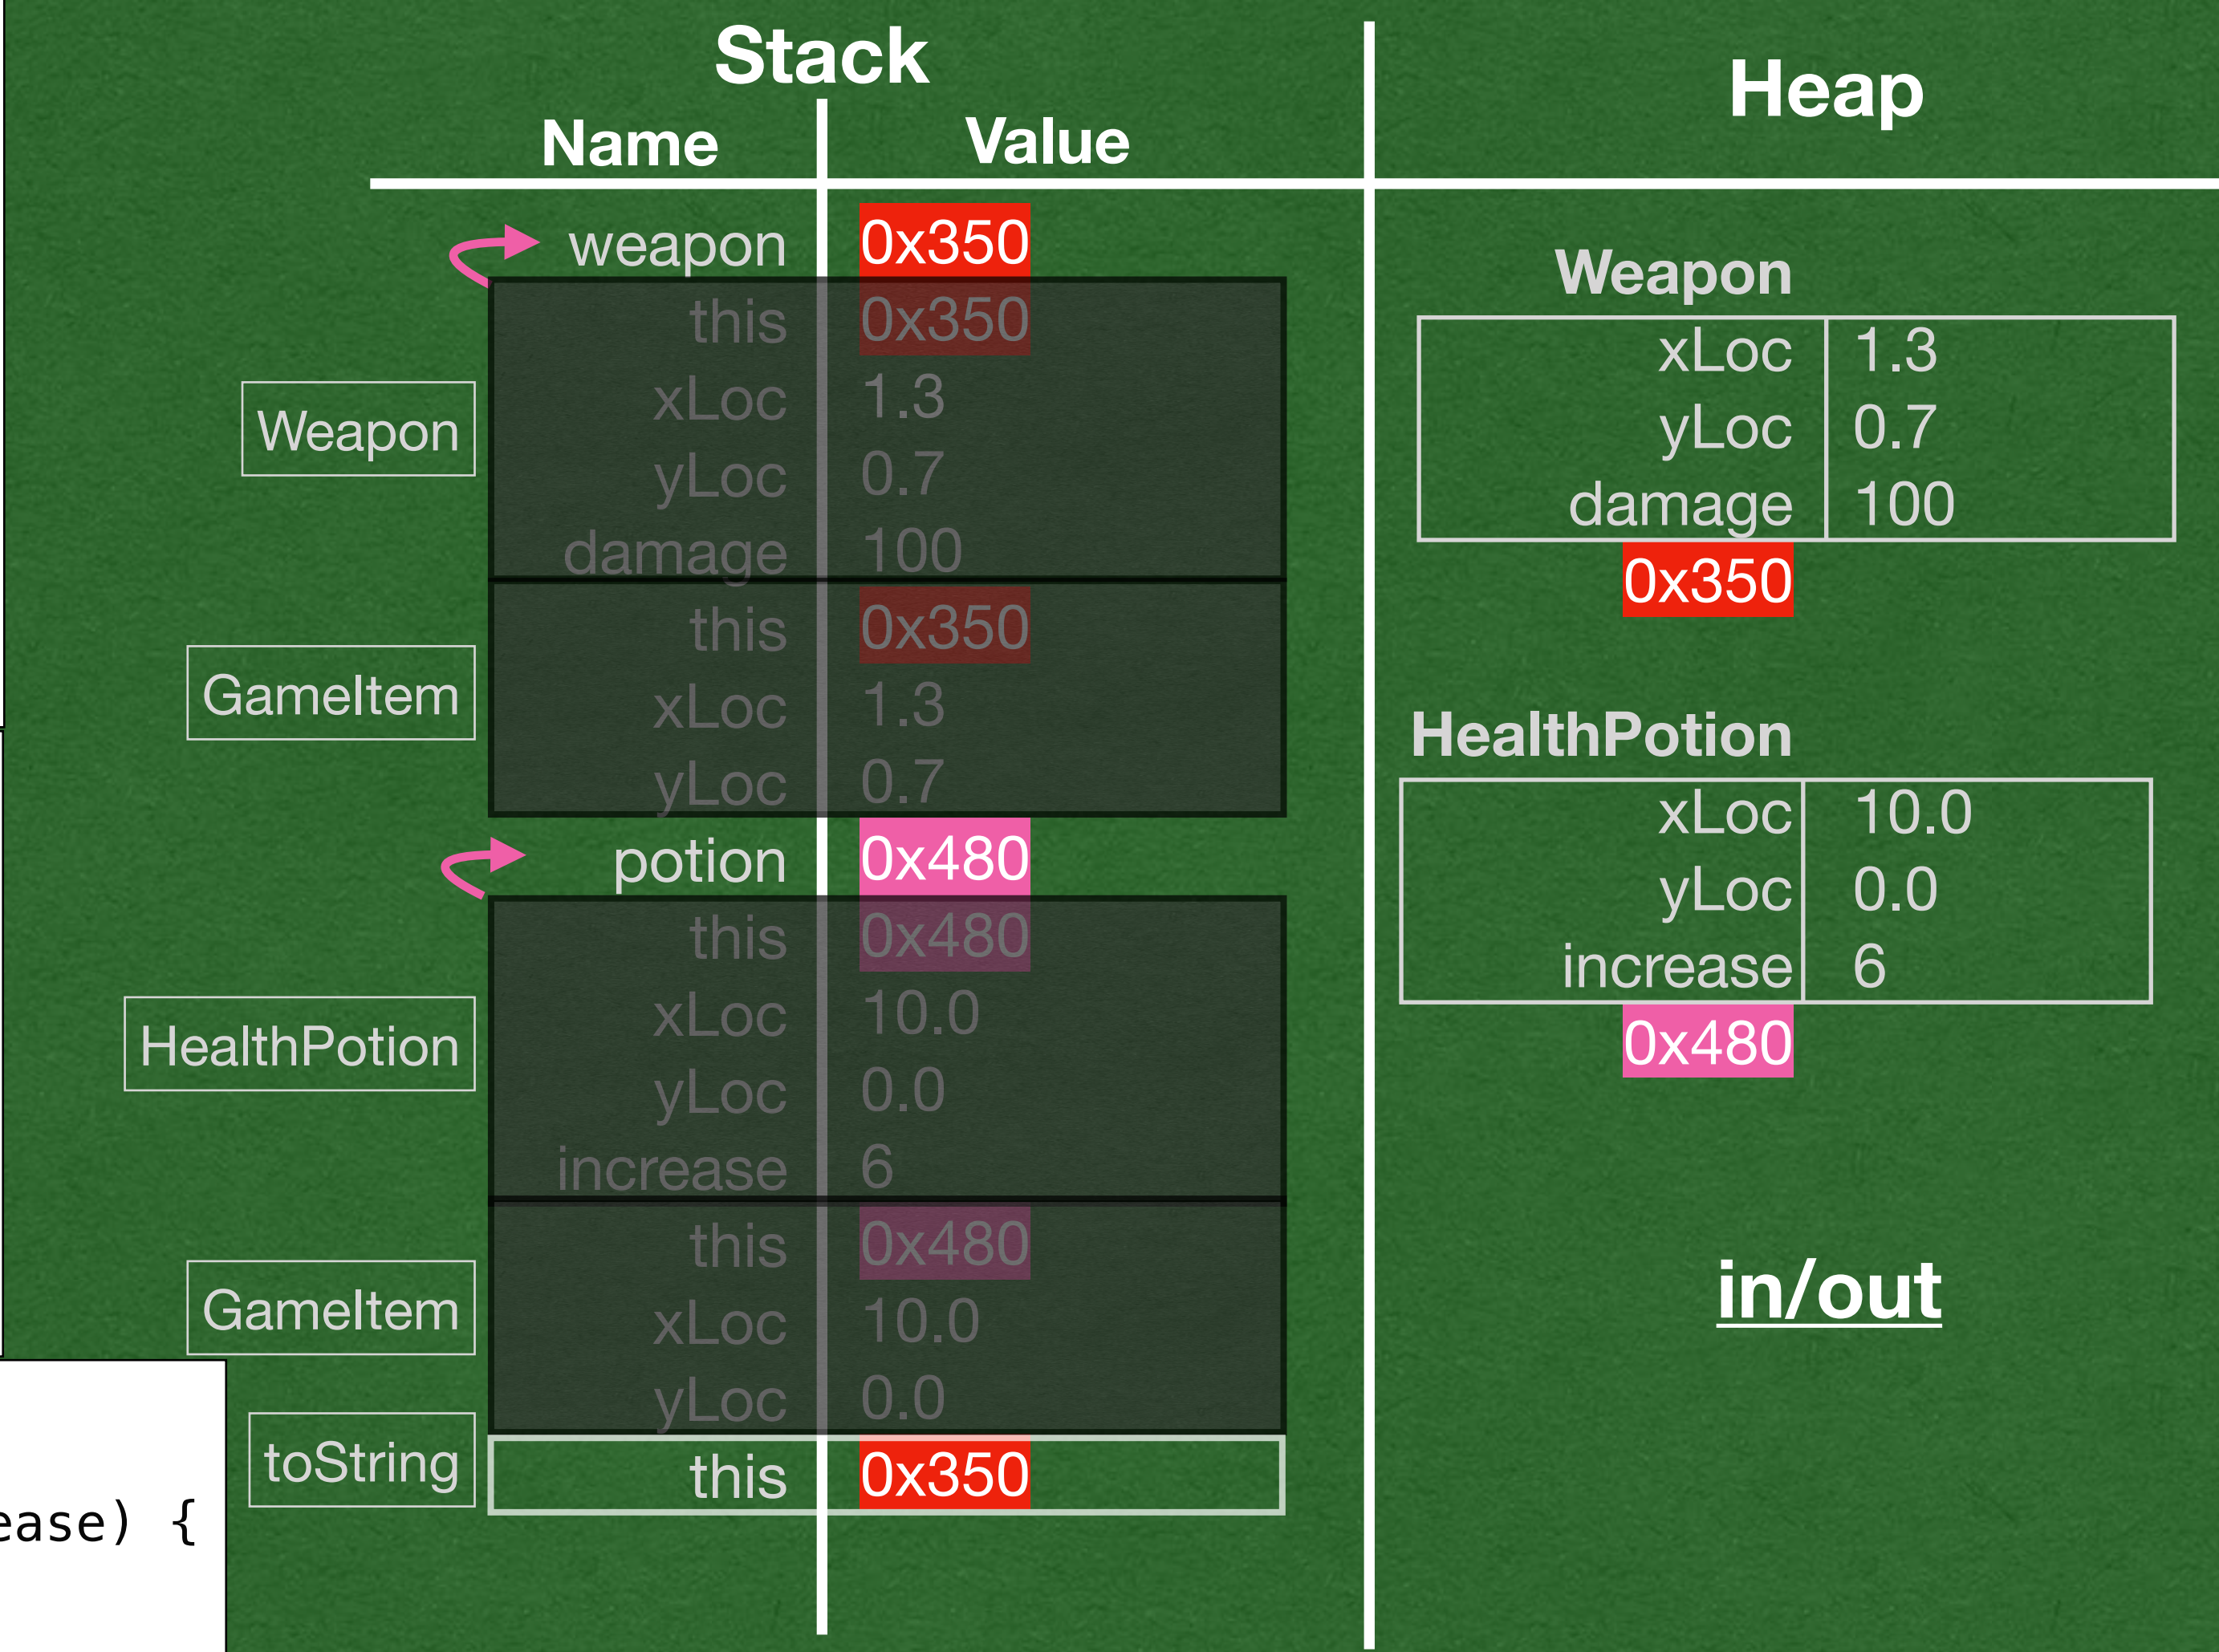 Stack
Name Value
weapon 0x350
this 0x350
xLoc 1.3
Weapon
yLoc 0.7
damage 100
this 0x350
GameItem
xLoc 1.3
yLoc 0.7
potion 0x480
this 0x480
xLoc 10.0
HealthPotion
yLoc 0.0
increase 6
this 0x480
GameItem
xLoc 10.0
yLoc 0.0
toString
this 0x350
ease) {
Heap
Weapon
xLoc 1.3
yLoc 0.7
damage 100
0x350
HealthPotion
xLoc 10.0
yLoc 0.0
increase 6
0x480
in/out